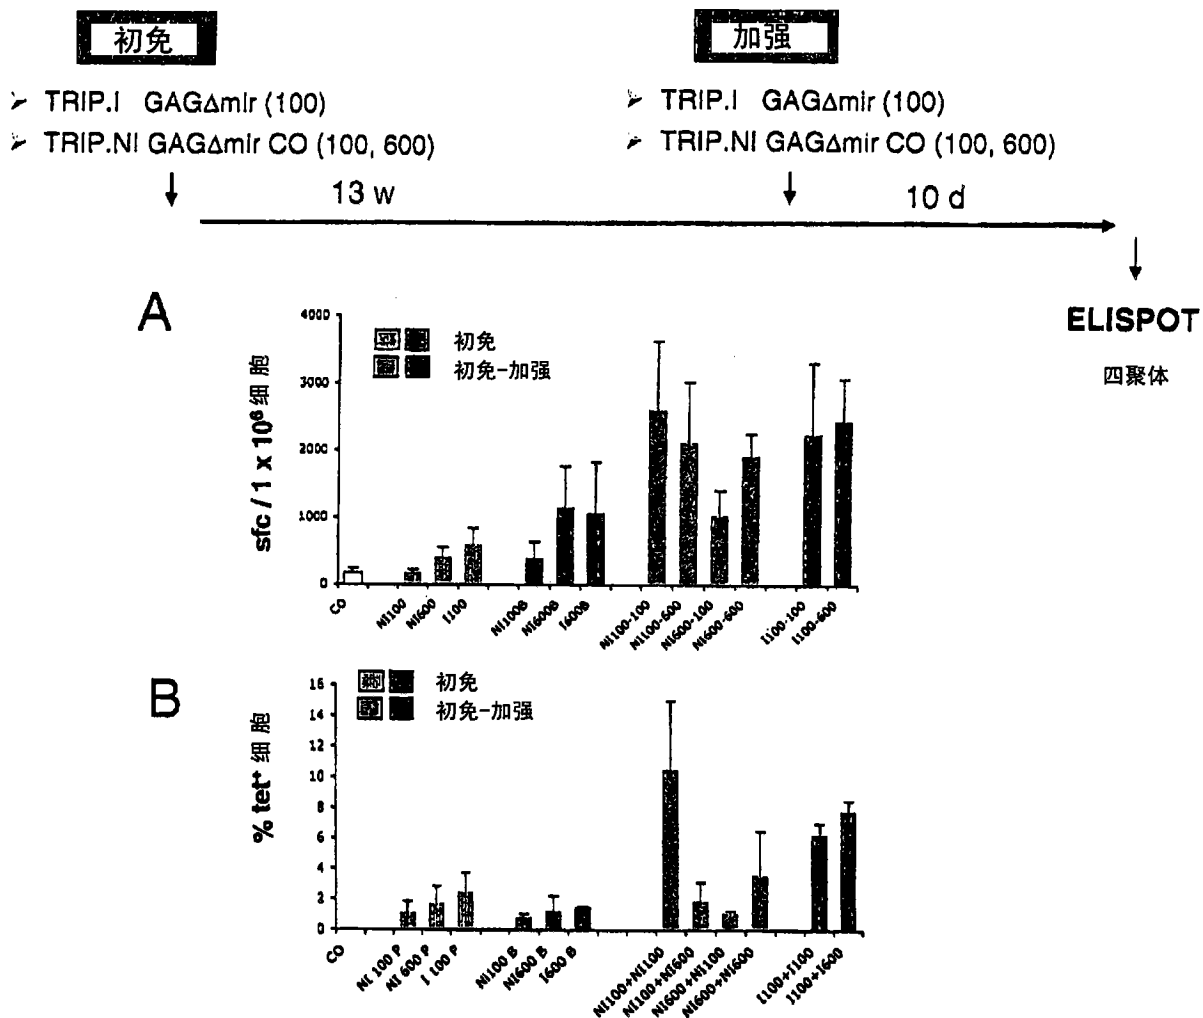 初免
加强
➢ TRIP.I GAGΔmir (100)
➢ TRIP.NI GAGΔmir CO (100, 600)
➢ TRIP.I GAGΔmir (100)
➢ TRIP.NI GAGΔmir CO (100, 600)
13 w
10 d
ELISPOT
四聚体
A
sfc / 1 x 10⁶ 细胞
4000
3000
2000
1000
0
初免
初免-加强
CO
NI100
NI600
I100
NI100B
NI600B
I600B
NI100-100
NI100-600
NI600-100
NI600-600
I100-100
I100-600
B
% tet⁺ 细胞
16
14
12
10
8
6
4
2
0
初免
初免-加强
CO
NI 100 P
NI 600 P
I 100 P
NI100 B
NI600 B
I600 B
NI100+NI100
NI100+NI600
NI600+NI100
NI600+NI600
I100+I100
I100+I600